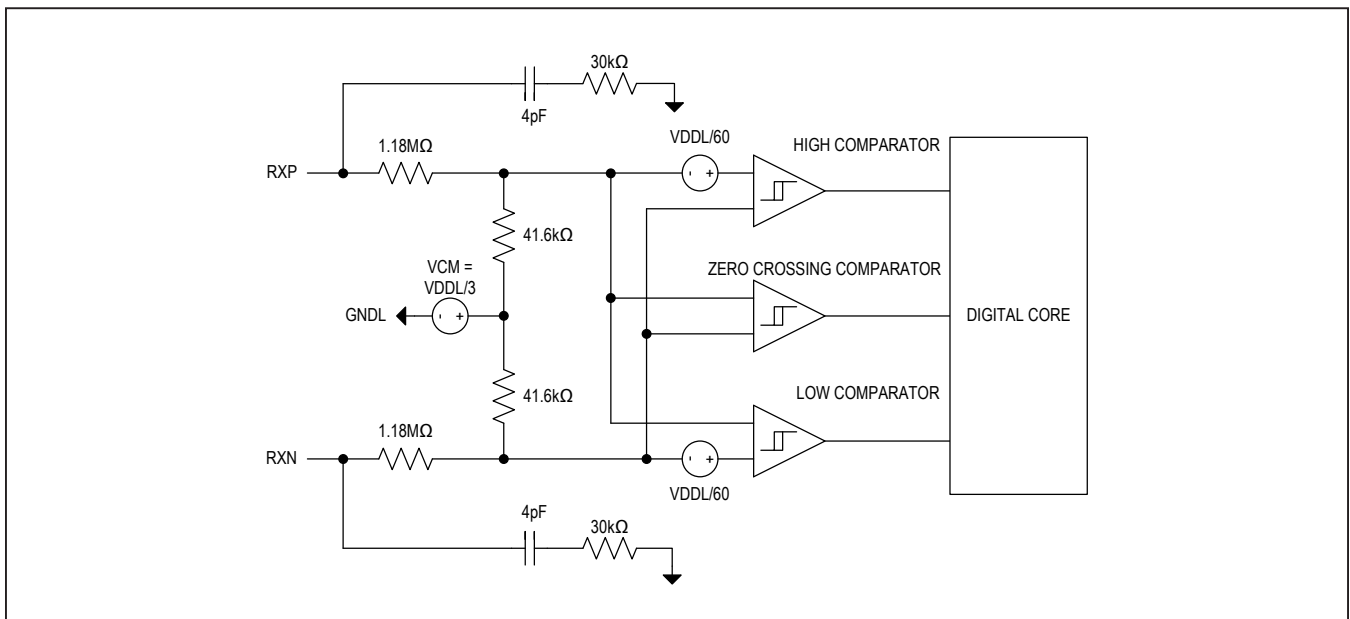 30kΩ
4pF
VDDL/60
HIGH COMPARATOR
1.18MΩ
RXP
- +
41.6kΩ
VCM =
VDDL/3
ZERO CROSSING COMPARATOR
GNDL
- +
DIGITAL CORE
41.6kΩ
LOW COMPARATOR
1.18MΩ
RXN
- +
VDDL/60
4pF
30kΩ